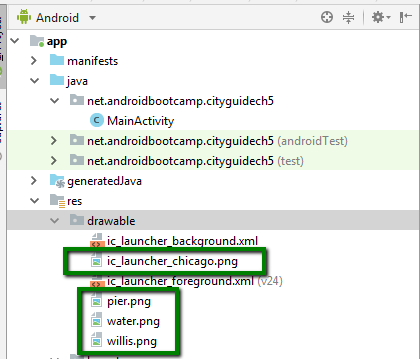 Android
app
manifests
java
net.androidbootcamp.cityguidech5
MainActivity
net.androidbootcamp.cityguidech5 (androidTest)
net.androidbootcamp.cityguidech5 (test)
generatedJava
res
drawable
ic_launcher_background.xml
ic_launcher_chicago.png
ic_launcher_foreground.xml (v24)
pier.png
water.png
willis.png